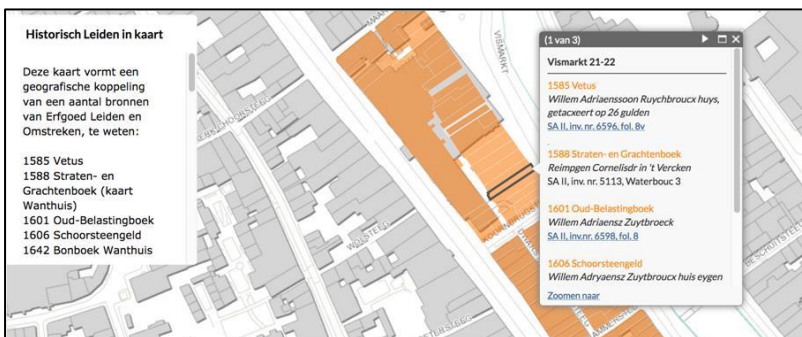 Historisch Leiden in kaart
Deze kaart vormt een
geografische koppeling
van een aantal bronnen
van Erfgoed Leiden en
Omstreken, te weten:
1585 Vetus
1588 Straten- en
Grachtenboek (kaart
Wanthuis)
1601 Oud-Belastingboek
1606 Schoorsteengeld
1642 Bonboek Wanthuis
VISMARKT
WOLSTEEG
(1 van 3)
Vismarkt 21-22
1585 Vetus
Willem Adriaenssoon Ruychbroucx huys,
getaxeert op 26 gulden
SA II, inv. nr. 6596, fol. 8v
1588 Straten- en Grachtenboek
Reimpgen Cornelisdr in 't Vercken
SA II, inv. nr. 5113, Waterbouc 3
1601 Oud-Belastingboek
Willem Adriaensz Zuytbroeck
SA II, inv.nr. 6598, fol. 8
1606 Schoorsteengeld
Willem Adryaensz Zuytbroucx huis eygen
Zoomen naar